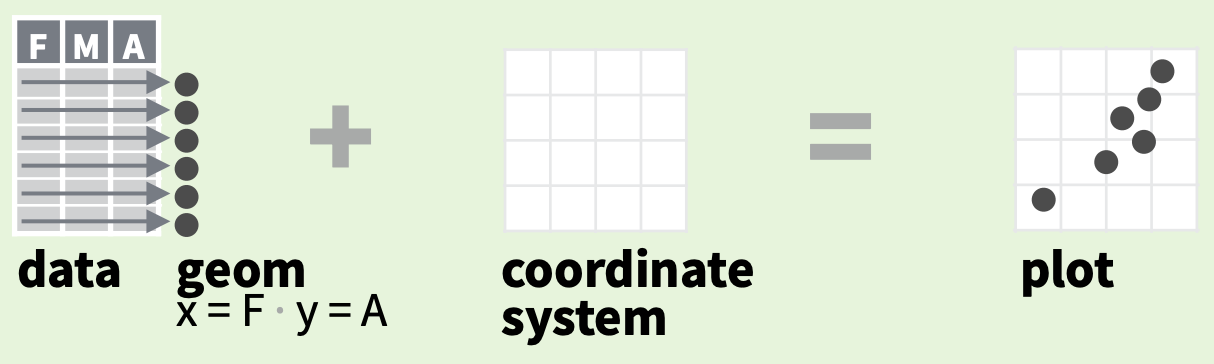 F M A
data geom
x = F · y = A
coordinate
system
plot